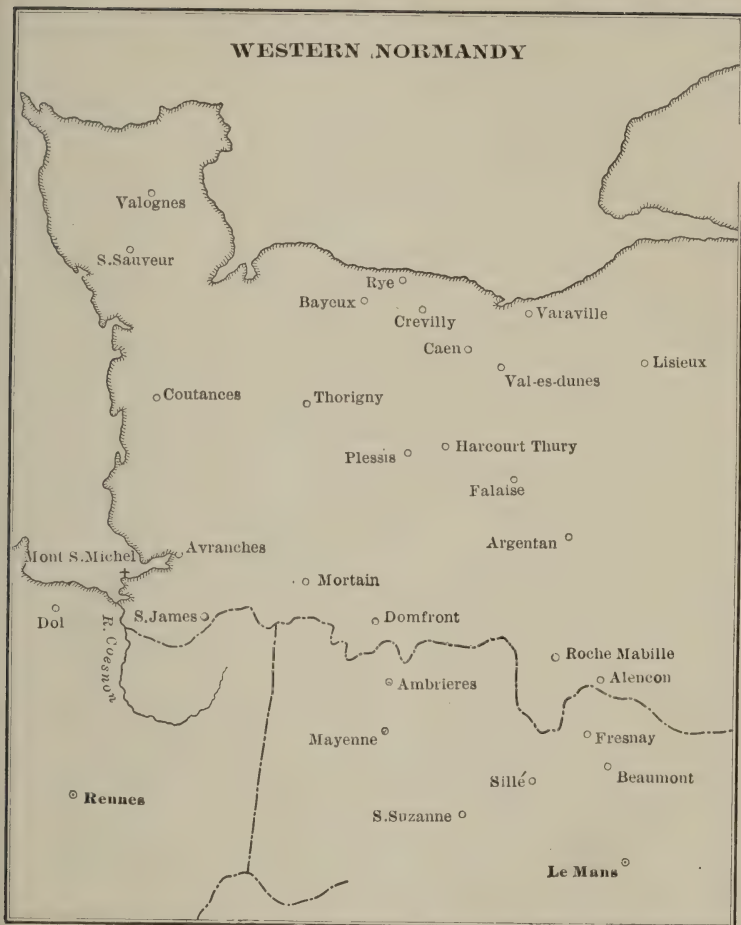 WESTERN NORMANDY
Valognes
S.Sauveur
Rye
Bayeux
Crevilly
Varaville
Caen
Lisieux
Val-es-dunes
Coutances
Thorigny
Harcourt Thury
Plessis
Falaise
Argentan
Avranches
Mont S.Michel
Mortain
Dol
S.James
Domfront
R. Coesnon
Roche Mabille
Alencon
Ambrieres
Mayenne
Fresnay
Beaumont
Sillé
Rennes
S.Suzanne
Le Mans